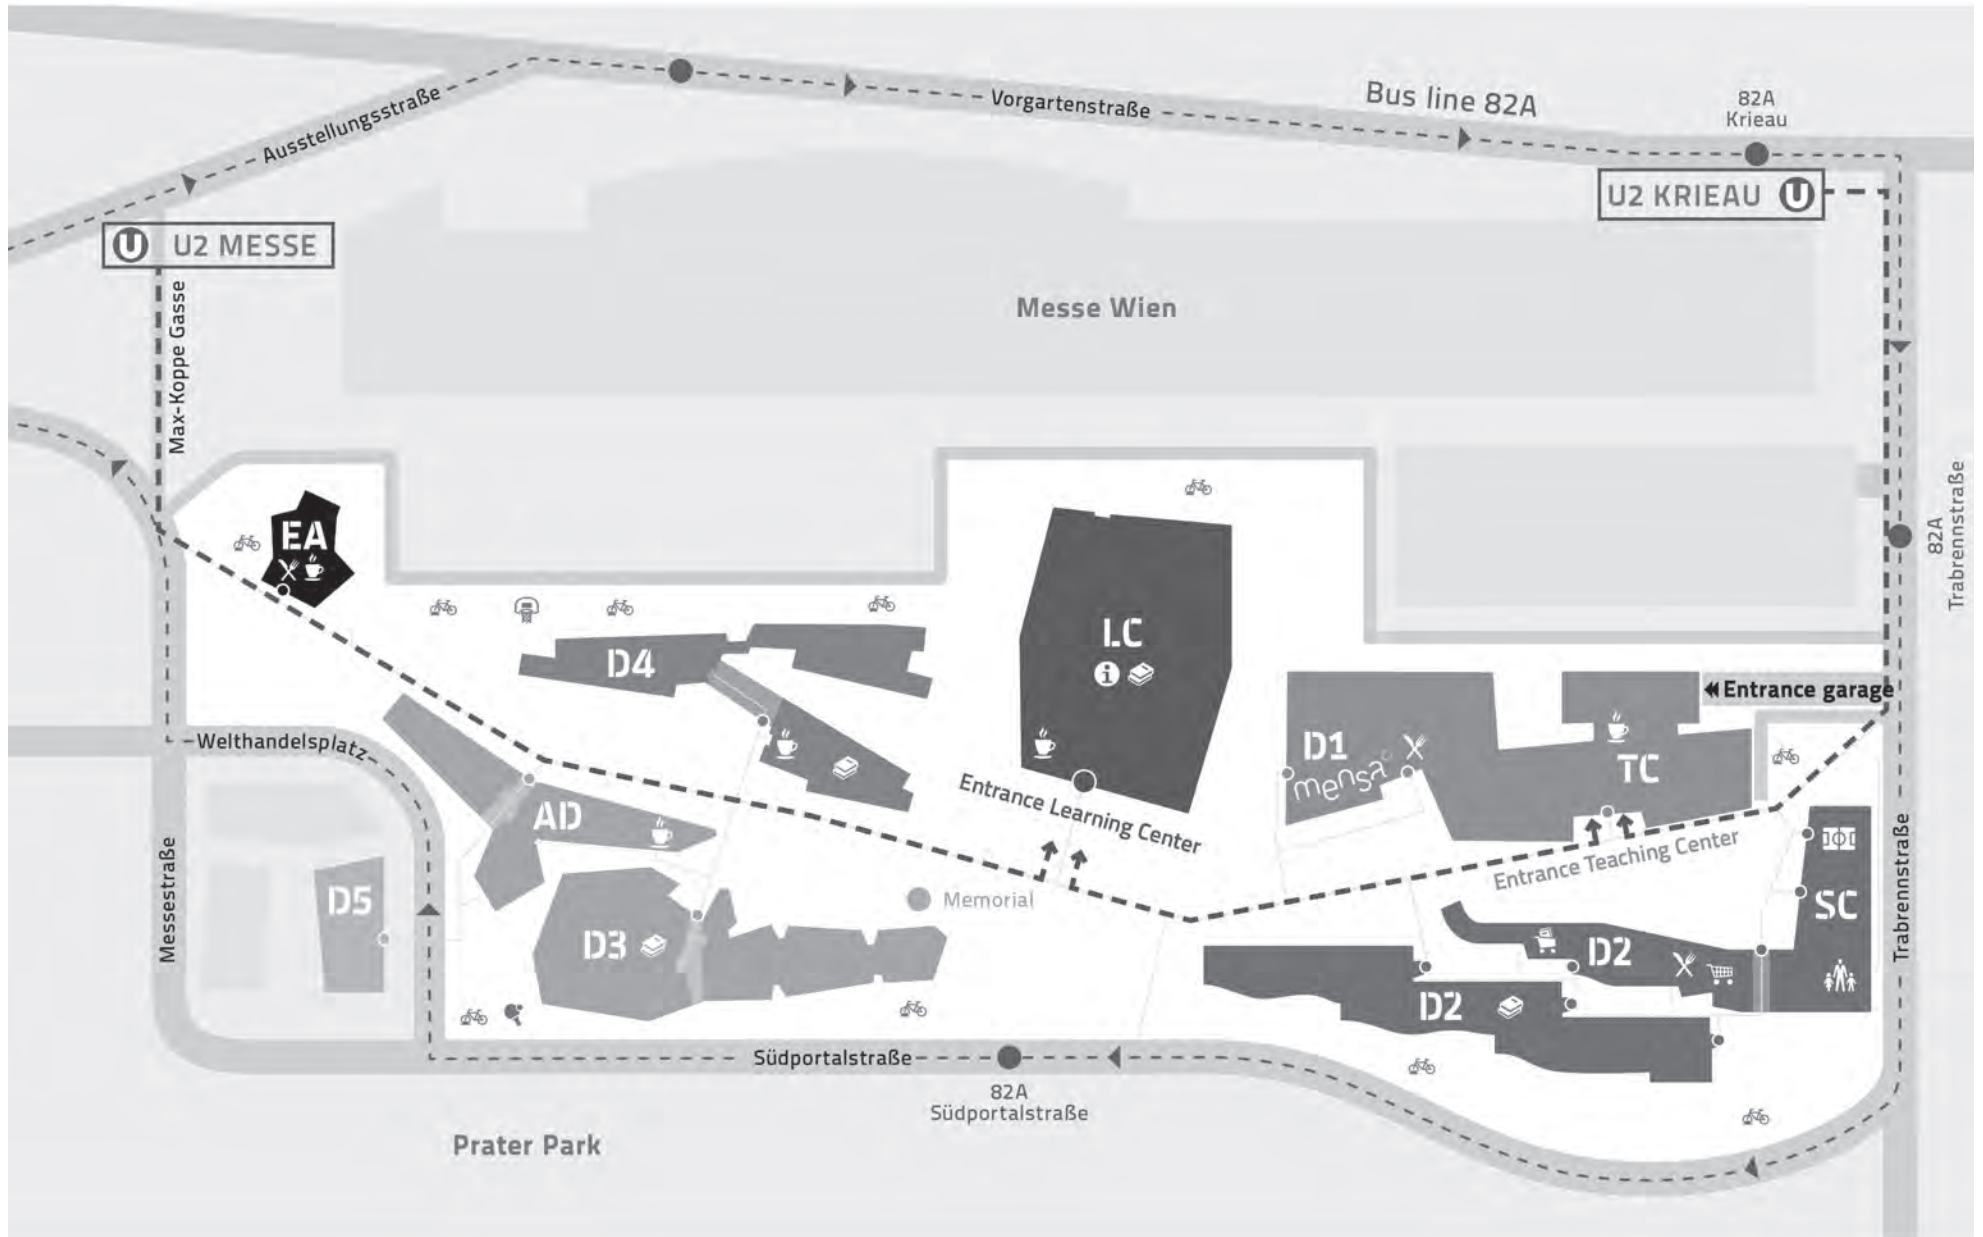 Ausstellungsstraße
Vorgartenstraße
Bus line 82A
82A
Krieau
U2 KRIEAU U
U U2 MESSE
Max-Koppe Gasse
Messe Wien
82A
Trabrennstraße
EA
D4
LC
i
Entrance garage
D1
mensa
TC
Welthandelsplatz
AD
Entrance Learning Center
Entrance Teaching Center
Messestraße
D5
D3
Memorial
D2
D2
SC
Trabrennstraße
Südportalstraße
82A
Südportalstraße
Prater Park